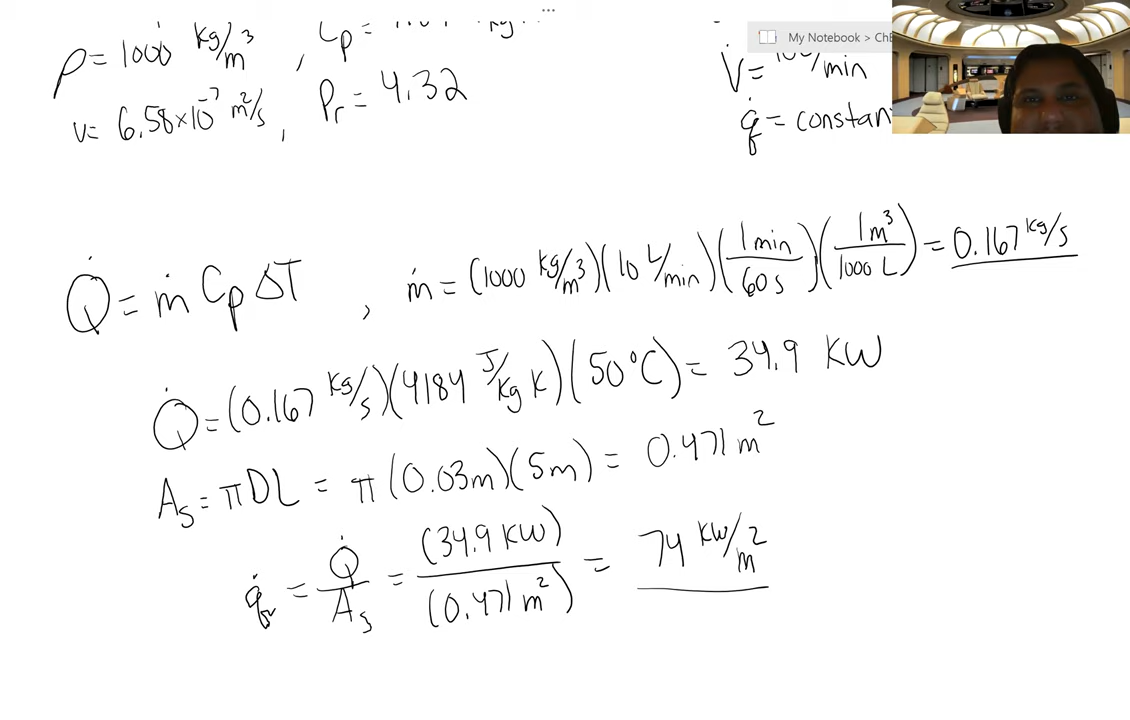 ρ = 1000 kg/m³ , Cp =
ν = 6.58×10⁻⁷ m²/s , Pr = 4.32
My Notebook > ChE
V̇ = 10 L/min
q̇ = constan
Q̇ = ṁ Cp ΔT , ṁ = (1000 kg/m³)(10 L/min)(1 min/60 s)(1 m³/1000 L) = 0.167 kg/s
Q̇ = (0.167 kg/s)(4184 J/kg K)(50°C) = 34.9 KW
As = πDL = π(0.03m)(5m) = 0.471 m²
q̇ = Q̇/As = (34.9 KW)/(0.471 m²) = 74 KW/m²